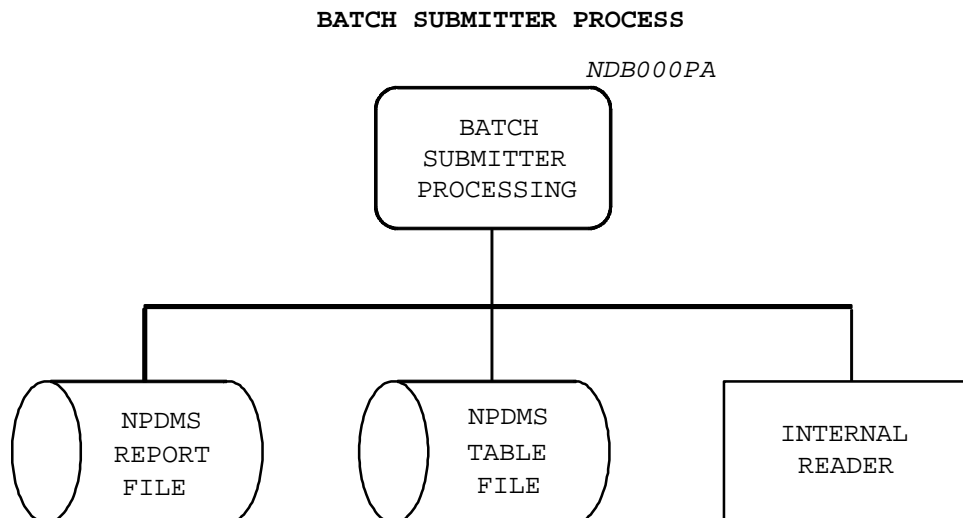 BATCH SUBMITTER PROCESS
NDB000PA
BATCH
SUBMITTER
PROCESSING
NPDMS
REPORT
FILE
NPDMS
TABLE
FILE
INTERNAL
READER